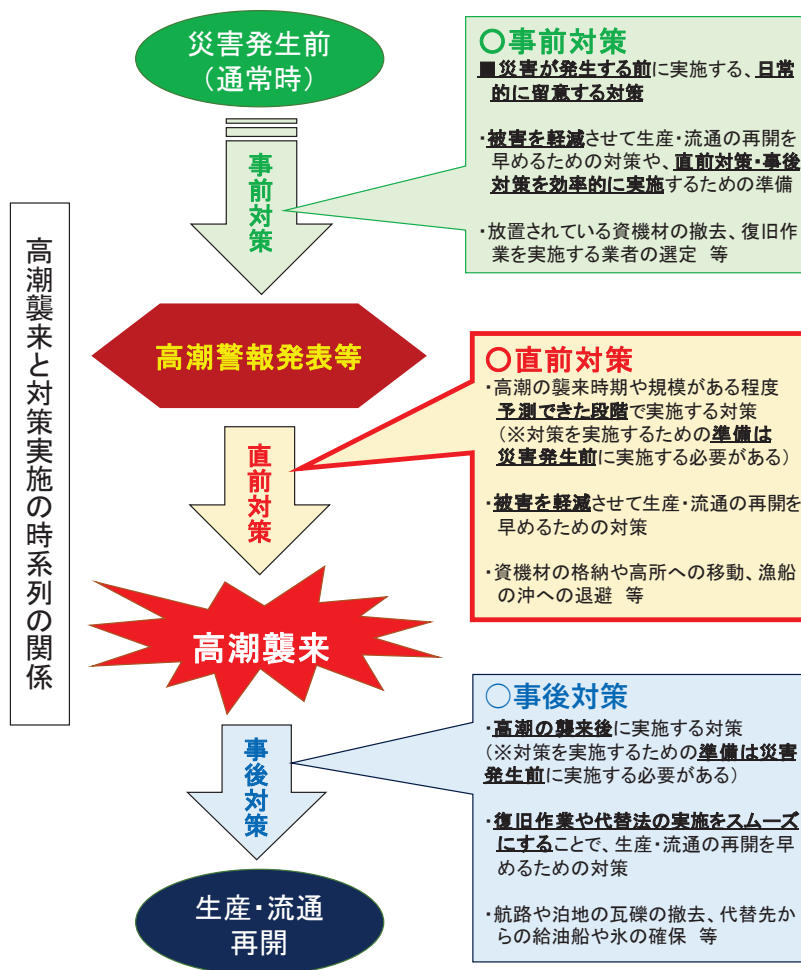 高潮襲来と対策実施の時系列の関係
災害発生前
（通常時）
事前対策
高潮警報発表等
直前対策
高潮襲来
事後対策
生産・流通
再開
〇事前対策
■災害が発生する前に実施する、日常
的に留意する対策
・被害を軽減させて生産・流通の再開を
早めるための対策や、直前対策・事後
対策を効率的に実施するための準備
・放置されている資機材の撤去、復旧作
業を実施する業者の選定 等
〇直前対策
・高潮の襲来時期や規模がある程度
予測できた段階で実施する対策
（※対策を実施するための準備は
災害発生前に実施する必要がある）
・被害を軽減させて生産・流通の再開を
早めるための対策
・資機材の格納や高所への移動、漁船
の沖への退避 等
〇事後対策
・高潮の襲来後に実施する対策
（※対策を実施するための準備は災害
発生前に実施する必要がある）
・復旧作業や代替法の実施をスムーズ
にすることで、生産・流通の再開を早
めるための対策
・航路や泊地の瓦礫の撤去、代替先か
らの給油船や氷の確保 等